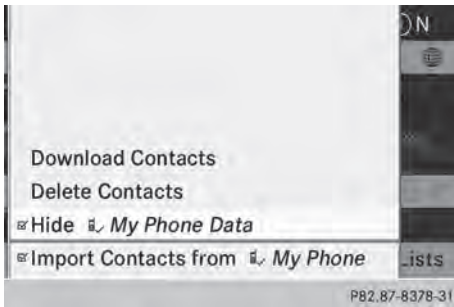 N
Download Contacts
Delete Contacts
Hide My Phone Data
Import Contacts from My Phone
Lists
P82.87-8378-31